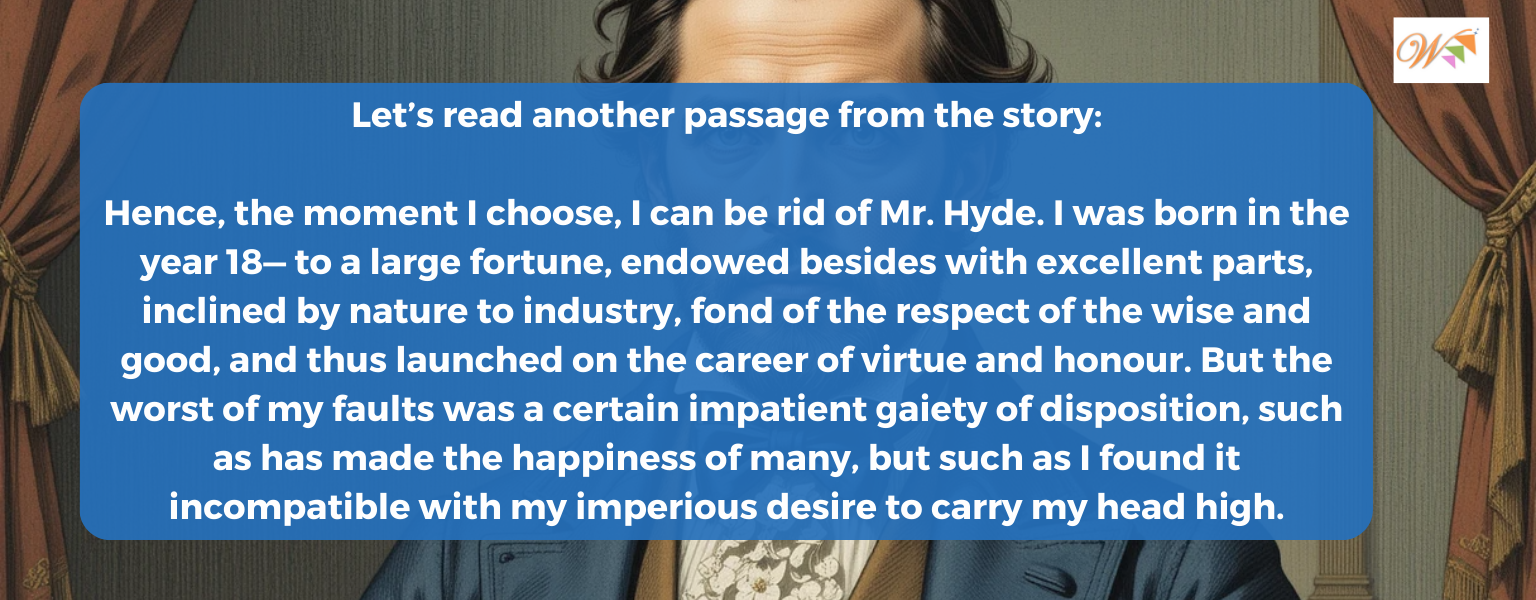 Let’s read another passage from the story:
Hence, the moment I choose, I can be rid of Mr. Hyde. I was born in the
year 18— to a large fortune, endowed besides with excellent parts,
inclined by nature to industry, fond of the respect of the wise and
good, and thus launched on the career of virtue and honour. But the
worst of my faults was a certain impatient gaiety of disposition, such
as has made the happiness of many, but such as I found it
incompatible with my imperious desire to carry my head high.
W